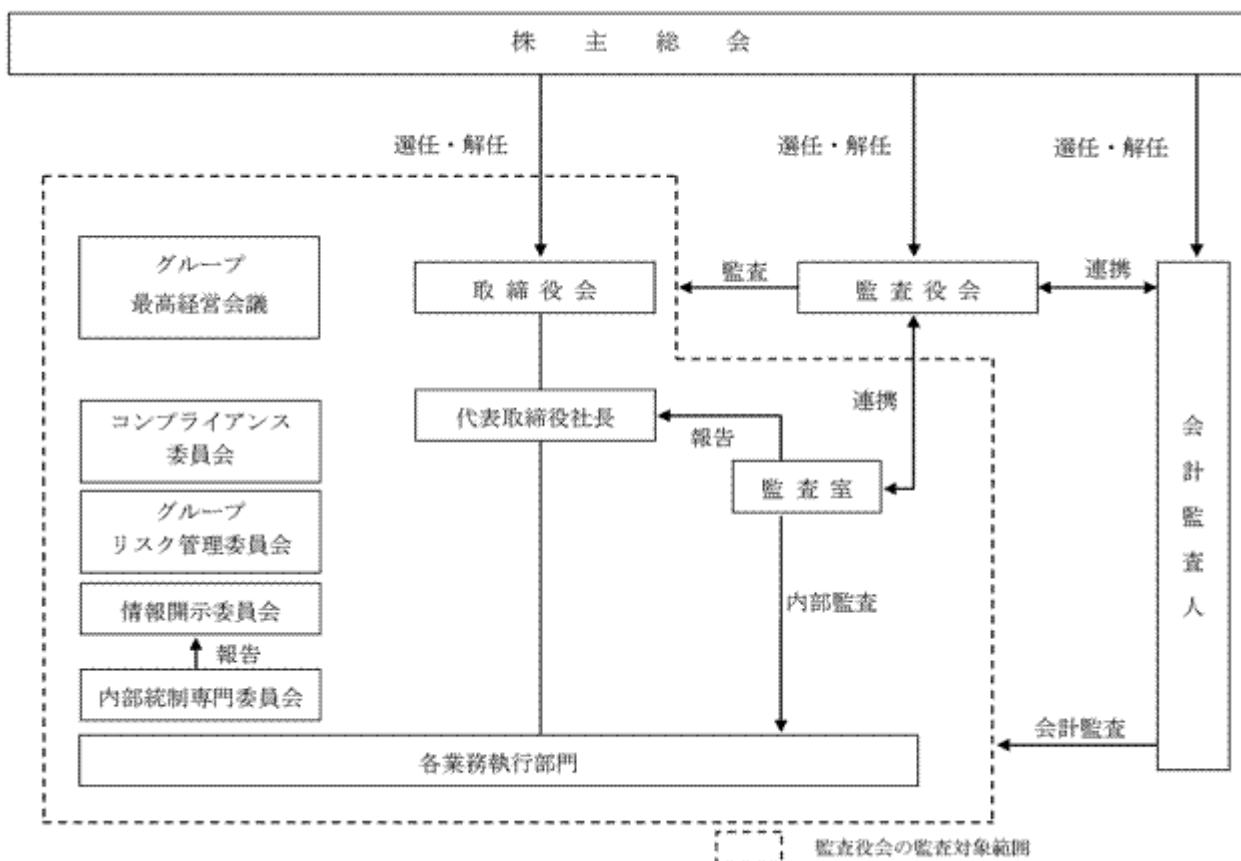 株主総会
選任・解任
選任・解任
選任・解任
グループ
最高経営会議
取締役会
監査
監査役会
連携
コンプライアンス
委員会
代表取締役社長
報告
連携
監査室
グループ
リスク管理委員会
情報開示委員会
報告
内部統制専門委員会
内部監査
会計監査人
会計監査
各業務執行部門
監査役会の監査対象範囲